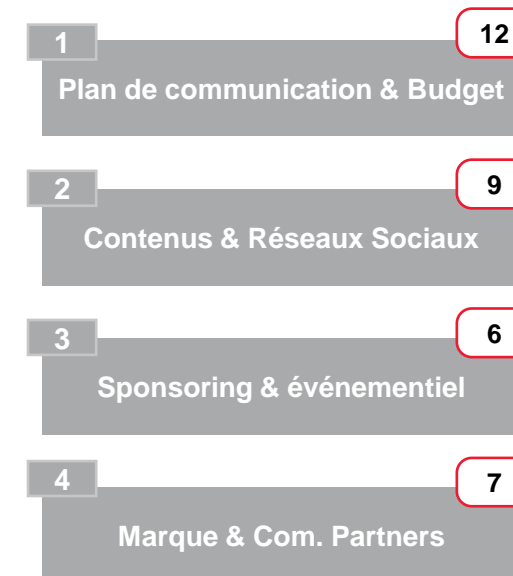 1
12
Plan de communication & Budget
2
9
Contenus & Réseaux Sociaux
3
6
Sponsoring & événementiel
4
7
Marque & Com. Partners